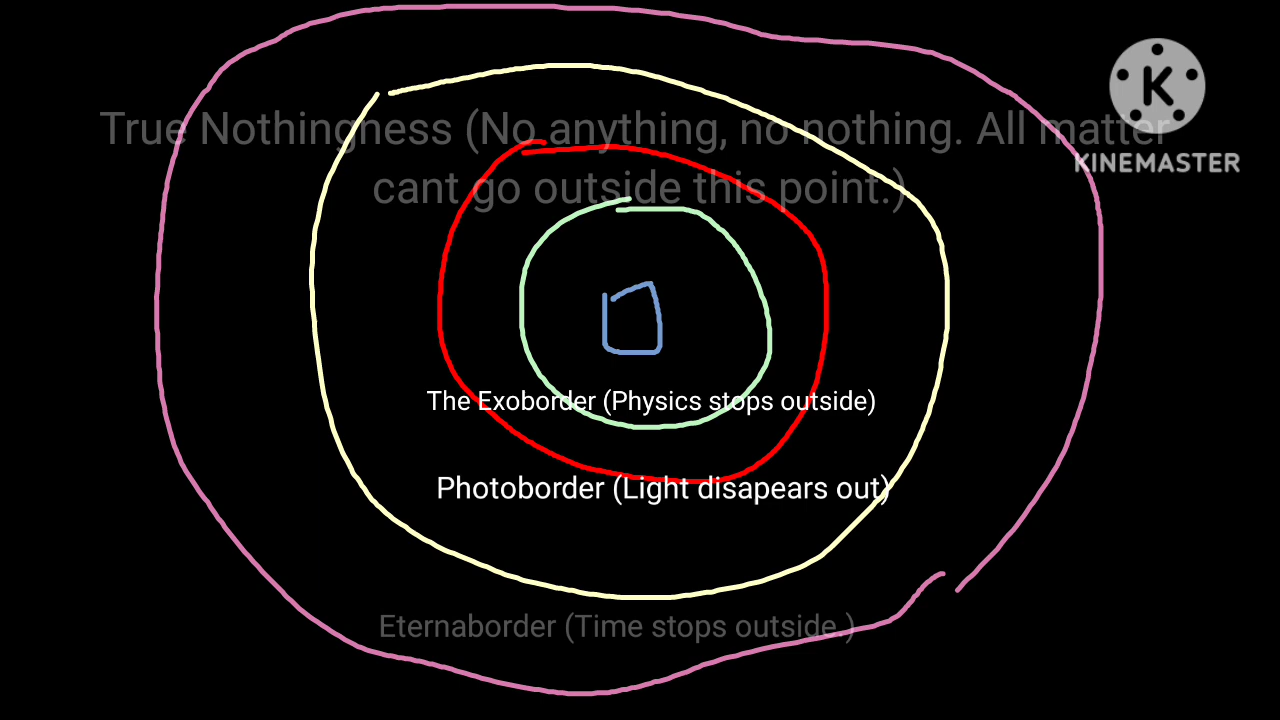 True Nothingness (No anything, no nothing. All matter
cant go outside this point.)
KINEMASTER
The Exoborder (Physics stops outside)
Photoborder (Light disapears out)
Eternaborder (Time stops outside.)